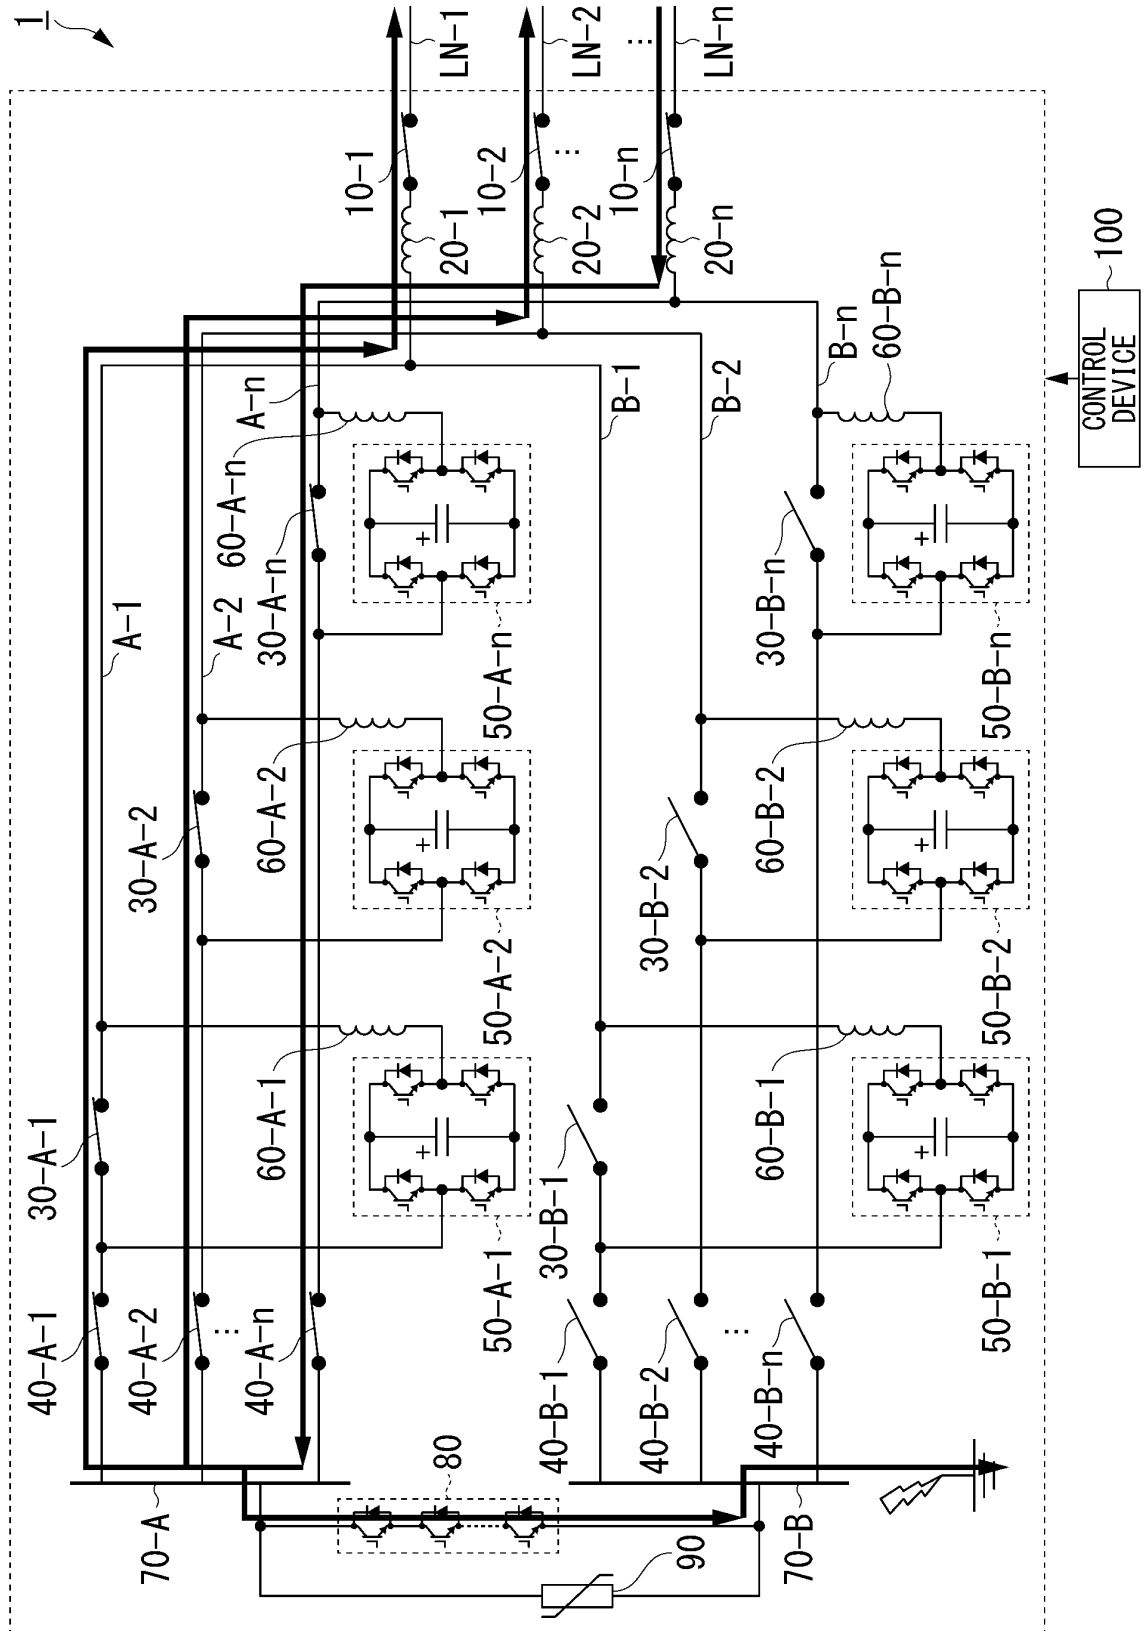 1
LN-1
LN-2
...
LN-n
10-1
10-2
...
10-n
20-1
20-2
20-n
100
CONTROL
DEVICE
A-1
A-2
A-n
B-1
B-2
B-n
60-A-n
60-B-n
30-A-n
30-B-n
50-A-n
50-B-n
+
+
30-A-2
60-A-2
30-B-2
60-B-2
50-A-2
50-B-2
+
+
30-A-1
60-A-1
30-B-1
60-B-1
50-A-1
50-B-1
+
+
40-A-1
40-A-2
...
40-A-n
40-B-1
40-B-2
...
40-B-n
70-A
80
90
70-B